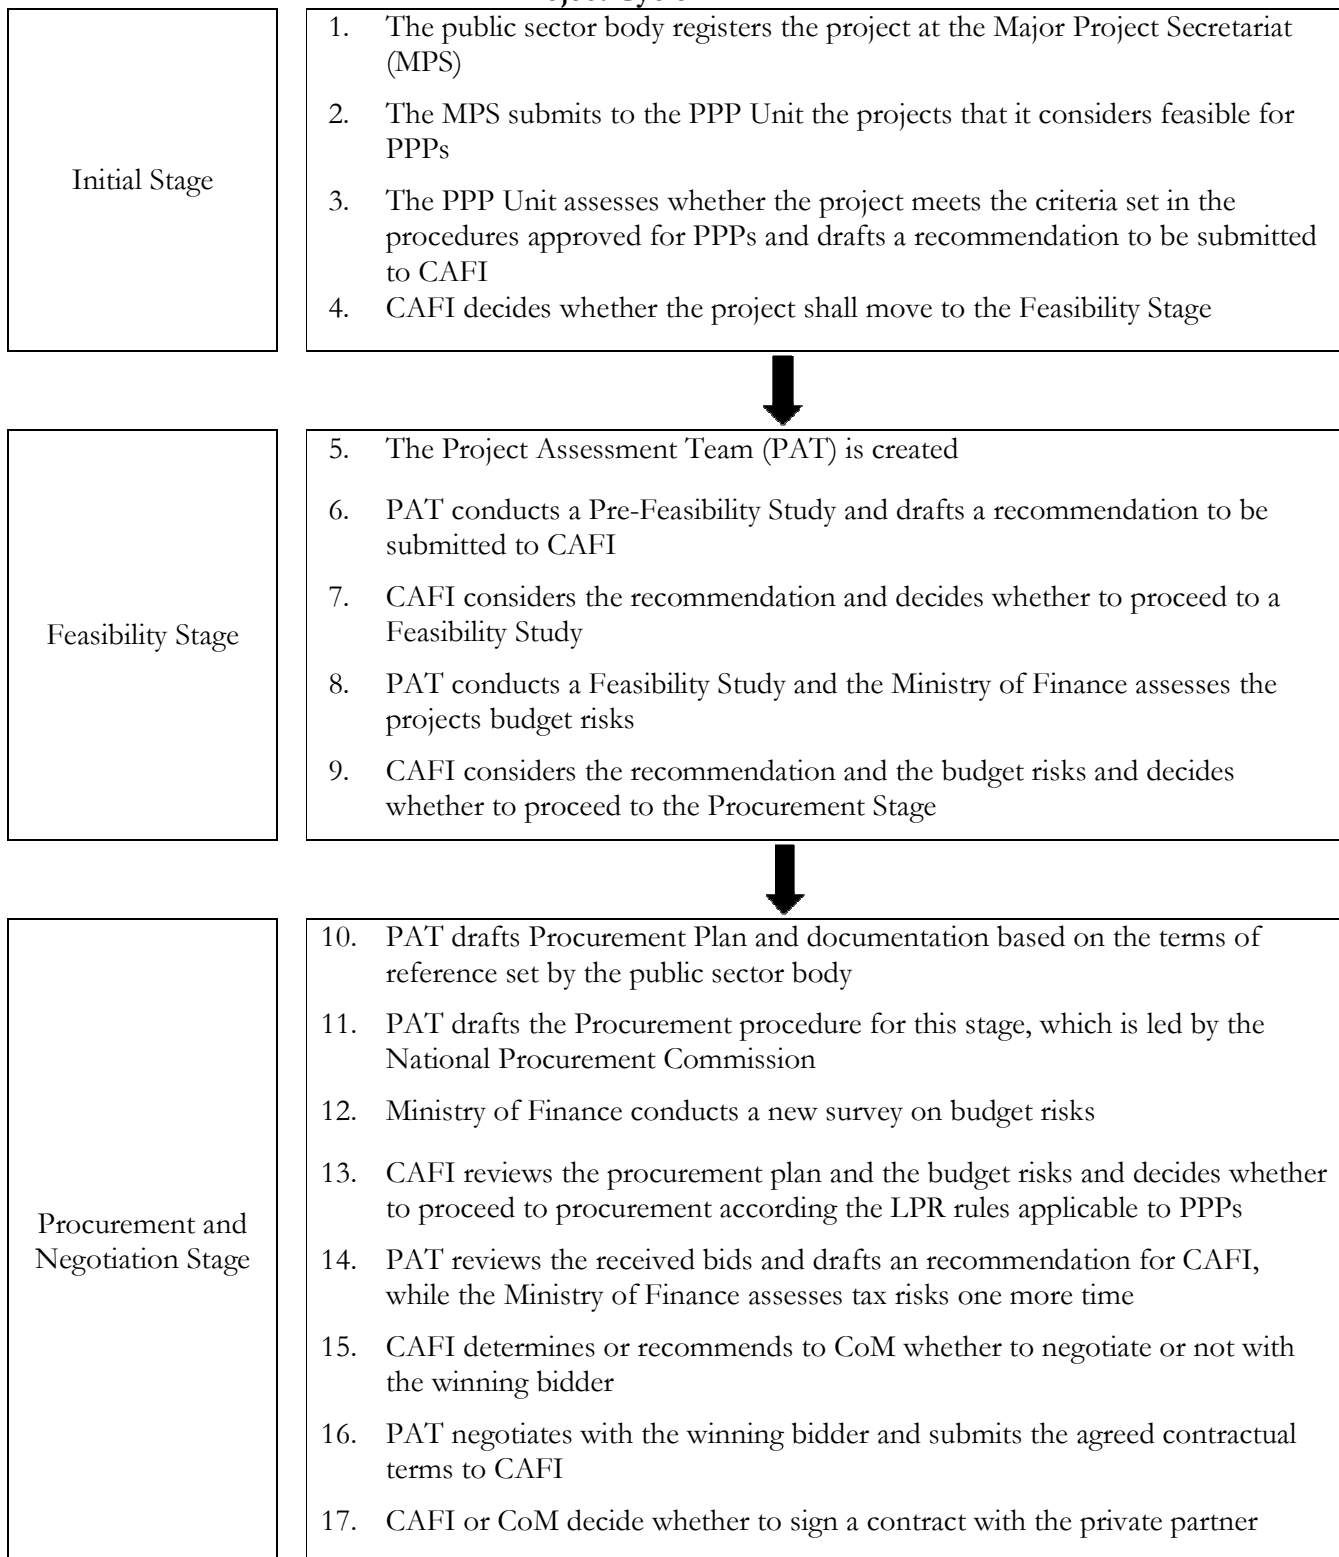 1. The public sector body registers the project at the Major Project Secretariat
(MPS)
2. The MPS submits to the PPP Unit the projects that it considers feasible for
PPPs
Initial Stage
3. The PPP Unit assesses whether the project meets the criteria set in the
procedures approved for PPPs and drafts a recommendation to be submitted
to CAFI
4. CAFI decides whether the project shall move to the Feasibility Stage
5. The Project Assessment Team (PAT) is created
6. PAT conducts a Pre-Feasibility Study and drafts a recommendation to be
submitted to CAFI
7. CAFI considers the recommendation and decides whether to proceed to a
Feasibility Study
Feasibility Stage
8. PAT conducts a Feasibility Study and the Ministry of Finance assesses the
projects budget risks
9. CAFI considers the recommendation and the budget risks and decides
whether to proceed to the Procurement Stage
10. PAT drafts Procurement Plan and documentation based on the terms of
reference set by the public sector body
11. PAT drafts the Procurement procedure for this stage, which is led by the
National Procurement Commission
12. Ministry of Finance conducts a new survey on budget risks
13. CAFI reviews the procurement plan and the budget risks and decides whether
to proceed to procurement according the LPR rules applicable to PPPs
Procurement and
Negotiation Stage
14. PAT reviews the received bids and drafts an recommendation for CAFI,
while the Ministry of Finance assesses tax risks one more time
15. CAFI determines or recommends to CoM whether to negotiate or not with
the winning bidder
16. PAT negotiates with the winning bidder and submits the agreed contractual
terms to CAFI
17. CAFI or CoM decide whether to sign a contract with the private partner